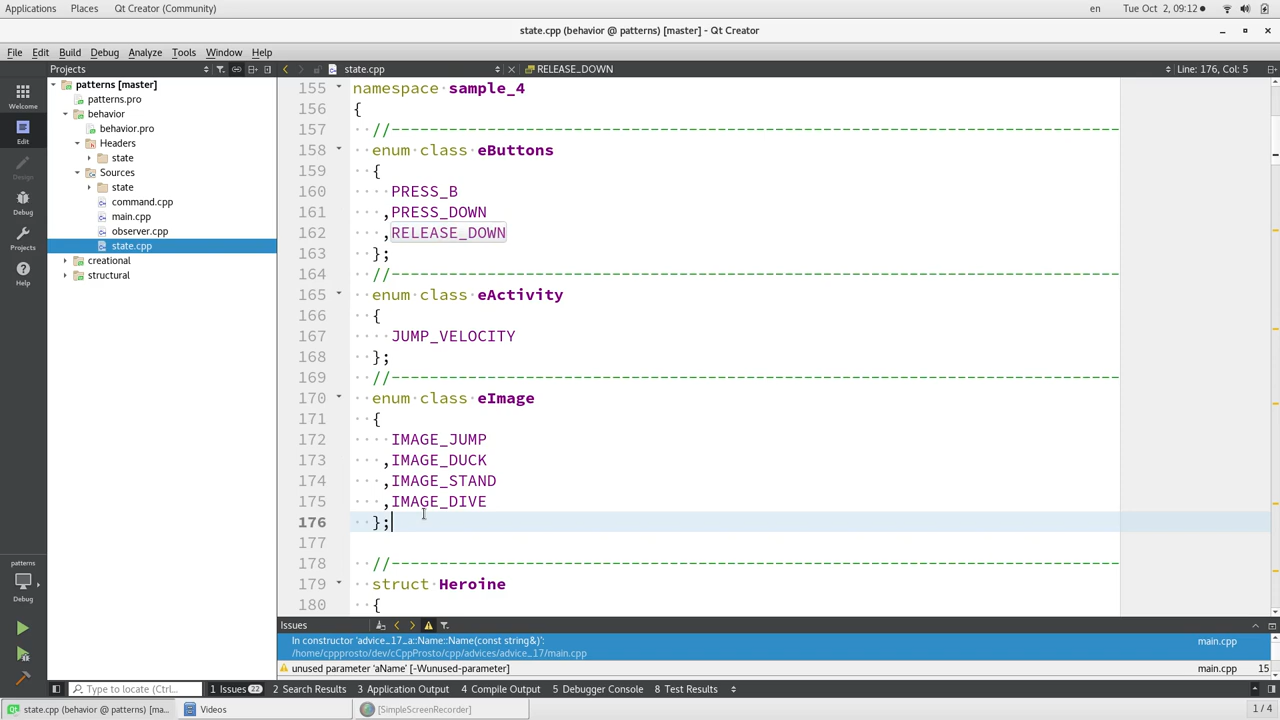 Applications Places Qt Creator (Community) en Tue Oct 2, 09:12
state.cpp (behavior @ patterns) [master] - Qt Creator
File Edit Build Debug Analyze Tools Window Help
Projects state.cpp RELEASE_DOWN Line: 176, Col: 5
Welcome
Edit
Design
Debug
Projects
Help
patterns
Debug
patterns [master]
patterns.pro
behavior
behavior.pro
Headers
state
Sources
state
command.cpp
main.cpp
observer.cpp
state.cpp
creational
structural
155 namespace sample_4
156 {
157 //----------------------------------------------------------------------------
158 enum class eButtons
159 {
160 PRESS_B
161 ,PRESS_DOWN
162 ,RELEASE_DOWN
163 };
164 //----------------------------------------------------------------------------
165 enum class eActivity
166 {
167 JUMP_VELOCITY
168 };
169 //----------------------------------------------------------------------------
170 enum class eImage
171 {
172 IMAGE_JUMP
173 ,IMAGE_DUCK
174 ,IMAGE_STAND
175 ,IMAGE_DIVE
176 };
177
178 //----------------------------------------------------------------------------
179 struct Heroine
180 {
Issues
In constructor 'advice_17_a::Name::Name(const string&)': main.cpp
/home/cppprosto/dev/cCppProsto/cpp/advices/advice_17/main.cpp
unused parameter 'aName' [-Wunused-parameter] main.cpp 15
Type to locate (Ctrl... 1 Issues 22 2 Search Results 3 Application Output 4 Compile Output 5 Debugger Console 8 Test Results
state.cpp (behavior @ patterns) [ma... Videos [SimpleScreenRecorder] 1 / 4